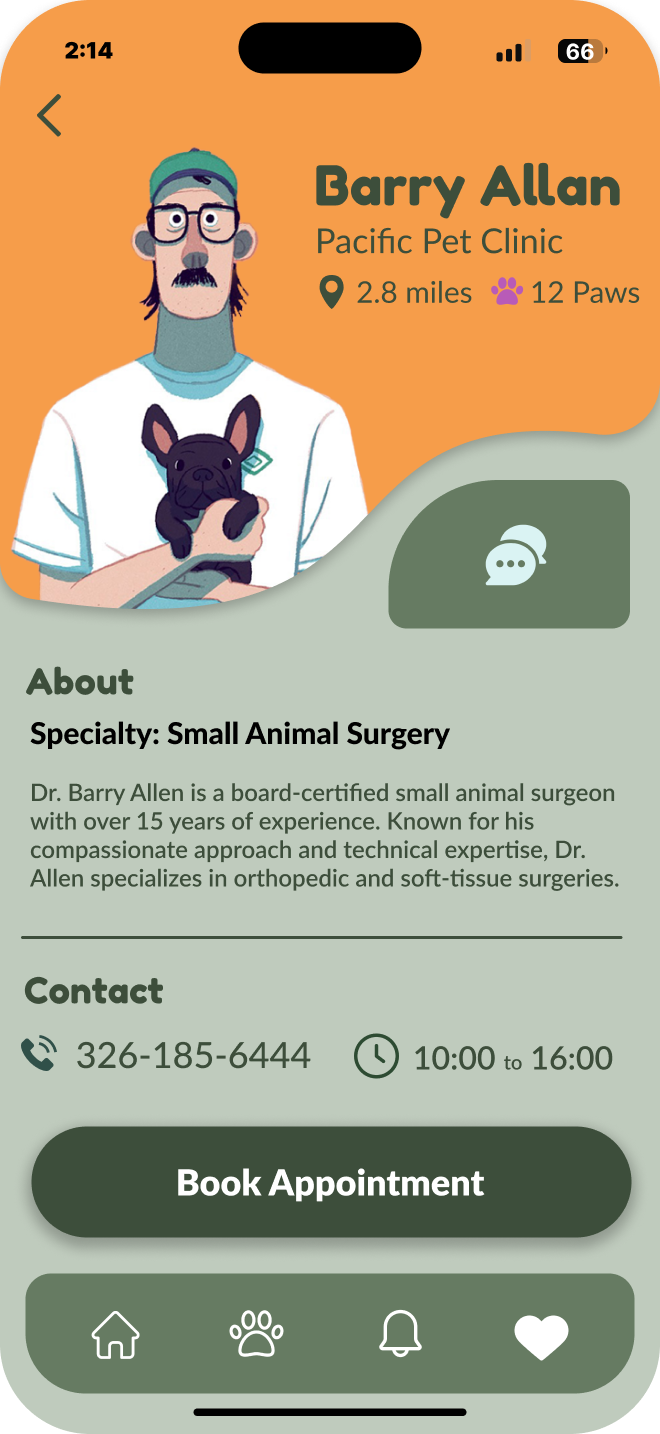 2:14
66
Barry Allan
Pacific Pet Clinic
2.8 miles 12 Paws
About
Specialty: Small Animal Surgery
Dr. Barry Allen is a board-certified small animal surgeon
with over 15 years of experience. Known for his
compassionate approach and technical expertise, Dr.
Allen specializes in orthopedic and soft-tissue surgeries.
Contact
326-185-6444 10:00 to 16:00
Book Appointment